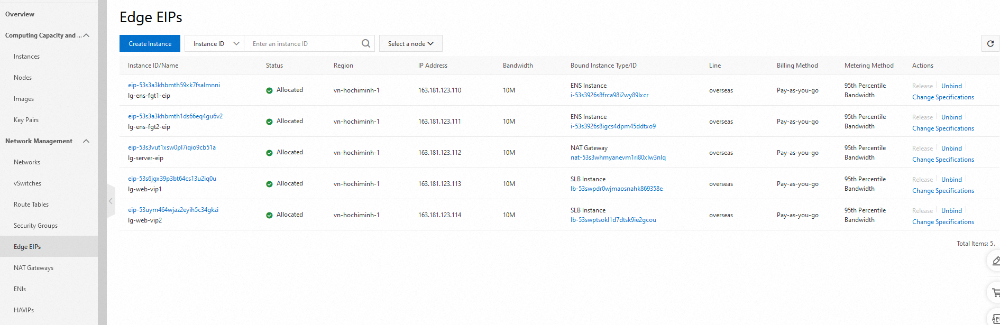 Overview
Computing Capacity and ...
Instances
Nodes
Images
Key Pairs
Network Management
Networks
vSwitches
Route Tables
Security Groups
Edge EIPs
NAT Gateways
ENIs
HAVIPs
Edge EIPs
Create Instance
Instance ID
Enter an instance ID
Select a node
Instance ID/Name Status Region IP Address Bandwidth Bound Instance Type/ID Line Billing Method Metering Method Actions
eip-53s3a3khbmth59xk7fsalmnni
lg-ens-fgt1-eip
Allocated
vn-hochiminh-1
163.181.123.110
10M
ENS Instance
i-53s3926s8frca98i2wy89lxcr
overseas
Pay-as-you-go
95th Percentile
Bandwidth
Release Unbind
Change Specifications
eip-53s3a3khbmth1ds66eq4gu6v2
lg-ens-fgt2-eip
Allocated
vn-hochiminh-1
163.181.123.111
10M
ENS Instance
i-53s3926s8igcs4dpm45ddtxo9
overseas
Pay-as-you-go
95th Percentile
Bandwidth
Release Unbind
Change Specifications
eip-53s3vut1xsw0pl7iqio9cb51a
lg-server-eip
Allocated
vn-hochiminh-1
163.181.123.112
10M
NAT Gateway
nat-53s3whmyanevm1ri80xlw3nlq
overseas
Pay-as-you-go
95th Percentile
Bandwidth
Release Unbind
Change Specifications
eip-53s6jgx39p3bt64cs13u2iq0u
lg-web-vip1
Allocated
vn-hochiminh-1
163.181.123.113
10M
SLB Instance
lb-53swpdr0wjmaosnahk869358e
overseas
Pay-as-you-go
95th Percentile
Bandwidth
Release Unbind
Change Specifications
eip-53uym464wjaz2eyih5c34gkzi
lg-web-vip2
Allocated
vn-hochiminh-1
163.181.123.114
10M
SLB Instance
lb-53swptsokl1d7dtsk9ie2gcou
overseas
Pay-as-you-go
95th Percentile
Bandwidth
Release Unbind
Change Specifications
Total Items: 5,